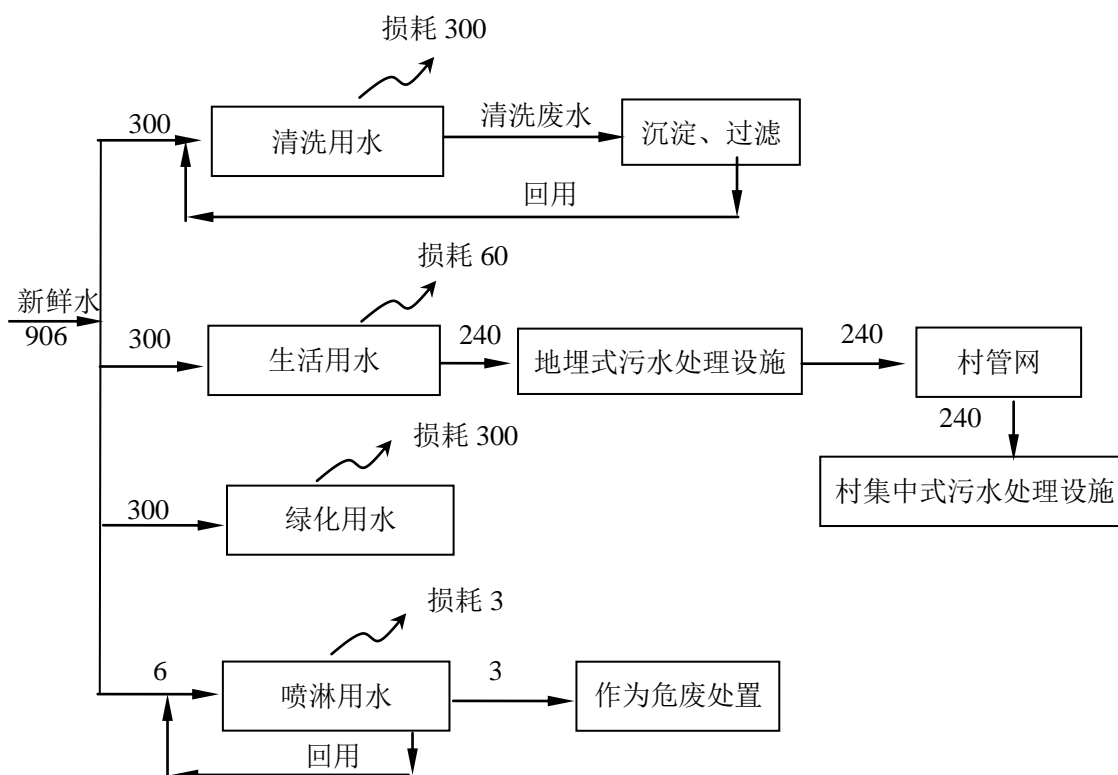 损耗 300
300
清洗用水
清洗废水
沉淀、过滤
回用
损耗 60
新鲜水
906
300
生活用水
240
地埋式污水处理设施
240
村管网
240
村集中式污水处理设施
损耗 300
300
绿化用水
损耗 3
6
喷淋用水
3
作为危废处置
回用